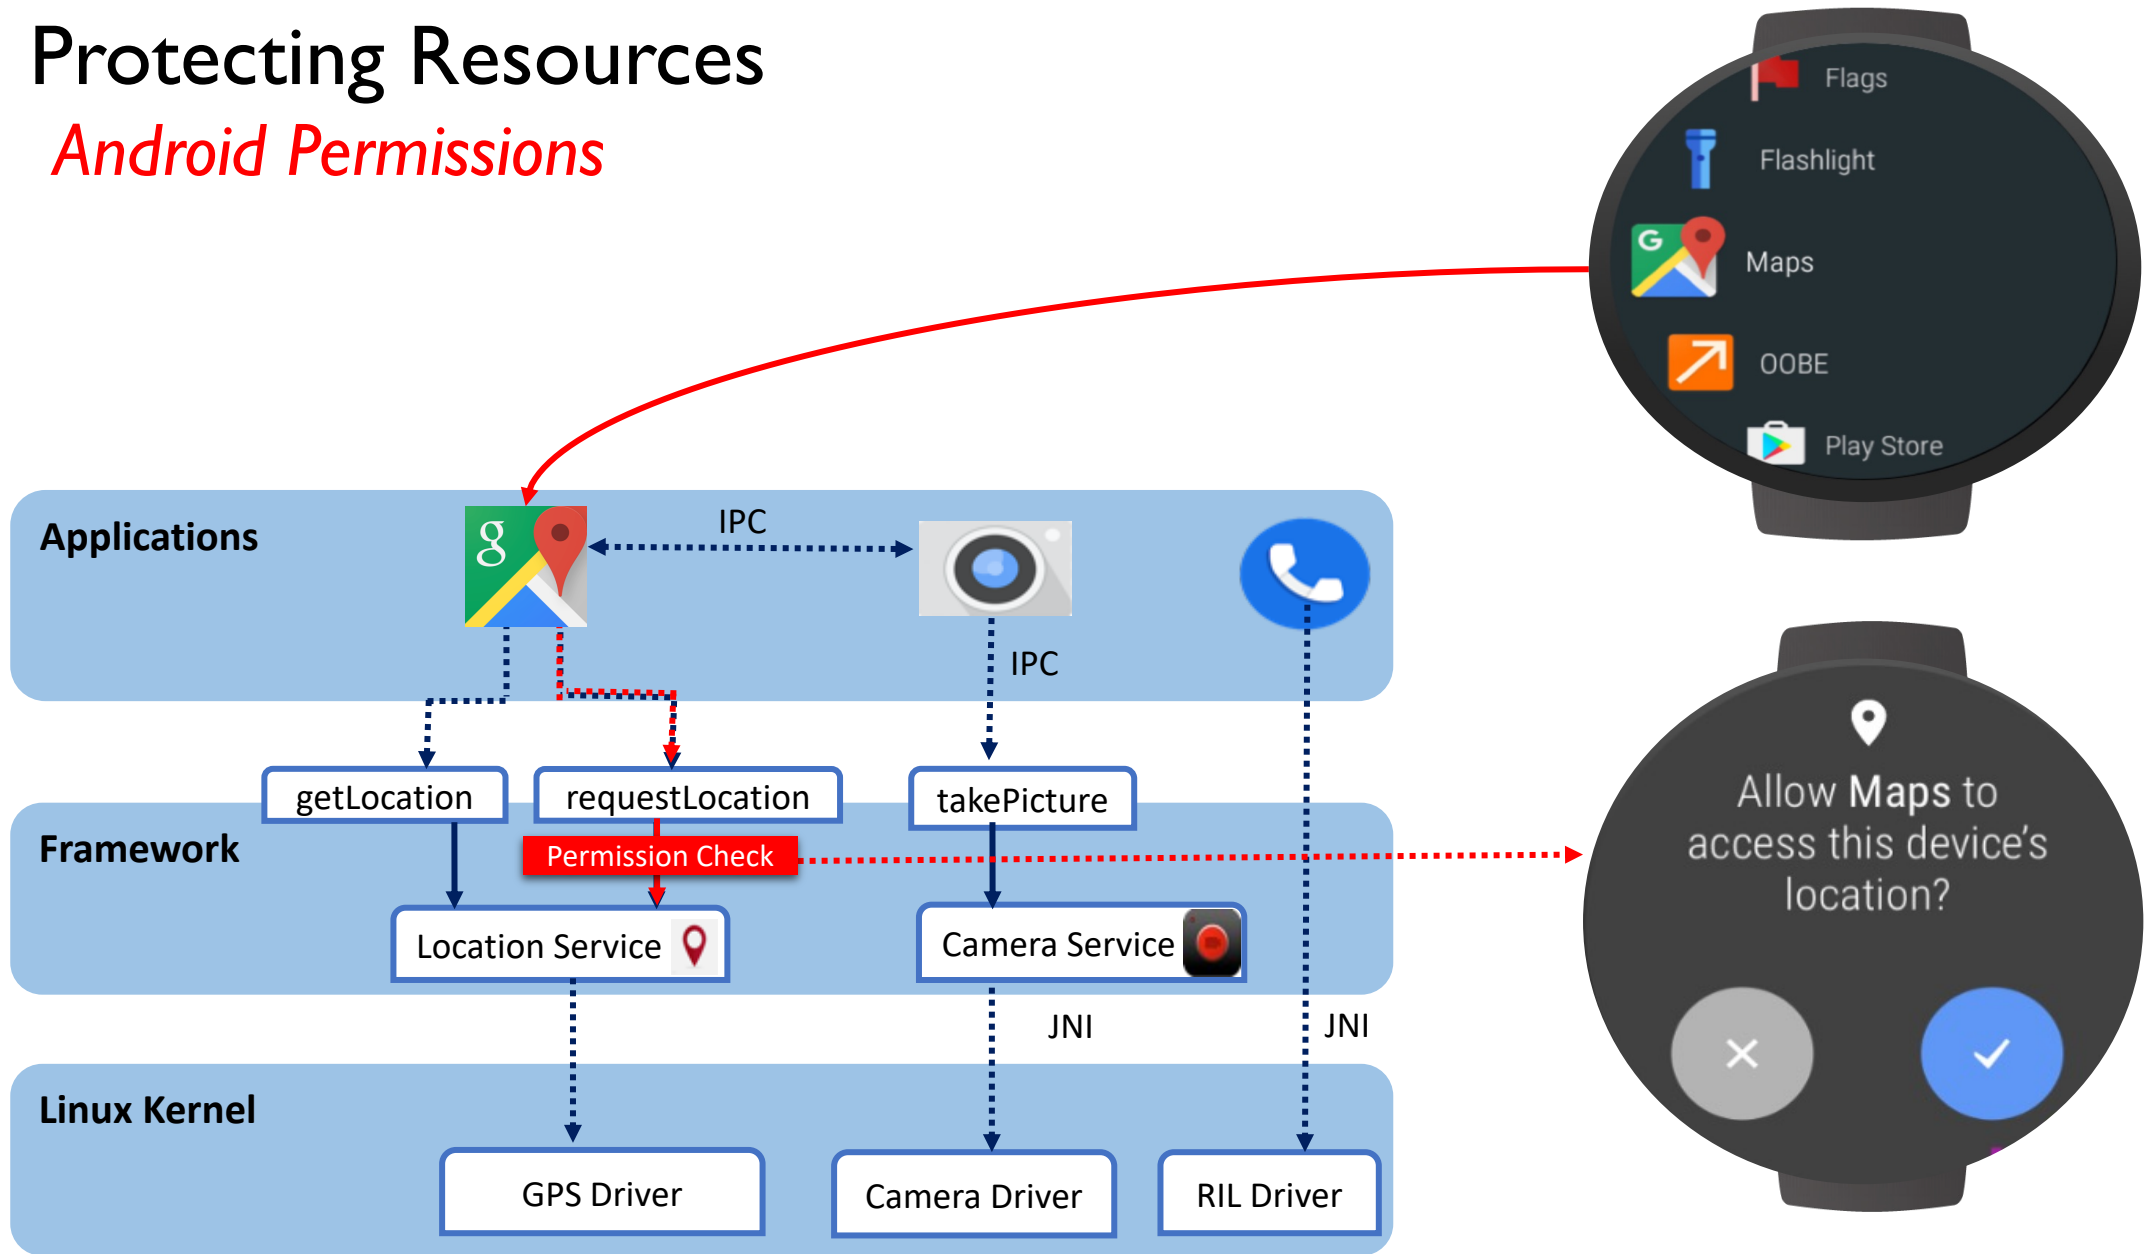 Protecting Resources
Android Permissions
Flags
Flashlight
G
Maps
OOBE
Play Store
Applications
g
IPC
IPC
getLocation
requestLocation
takePicture
Framework
Permission Check
Location Service
Camera Service
JNI
JNI
Linux Kernel
GPS Driver
Camera Driver
RIL Driver
Allow Maps to
access this device’s
location?